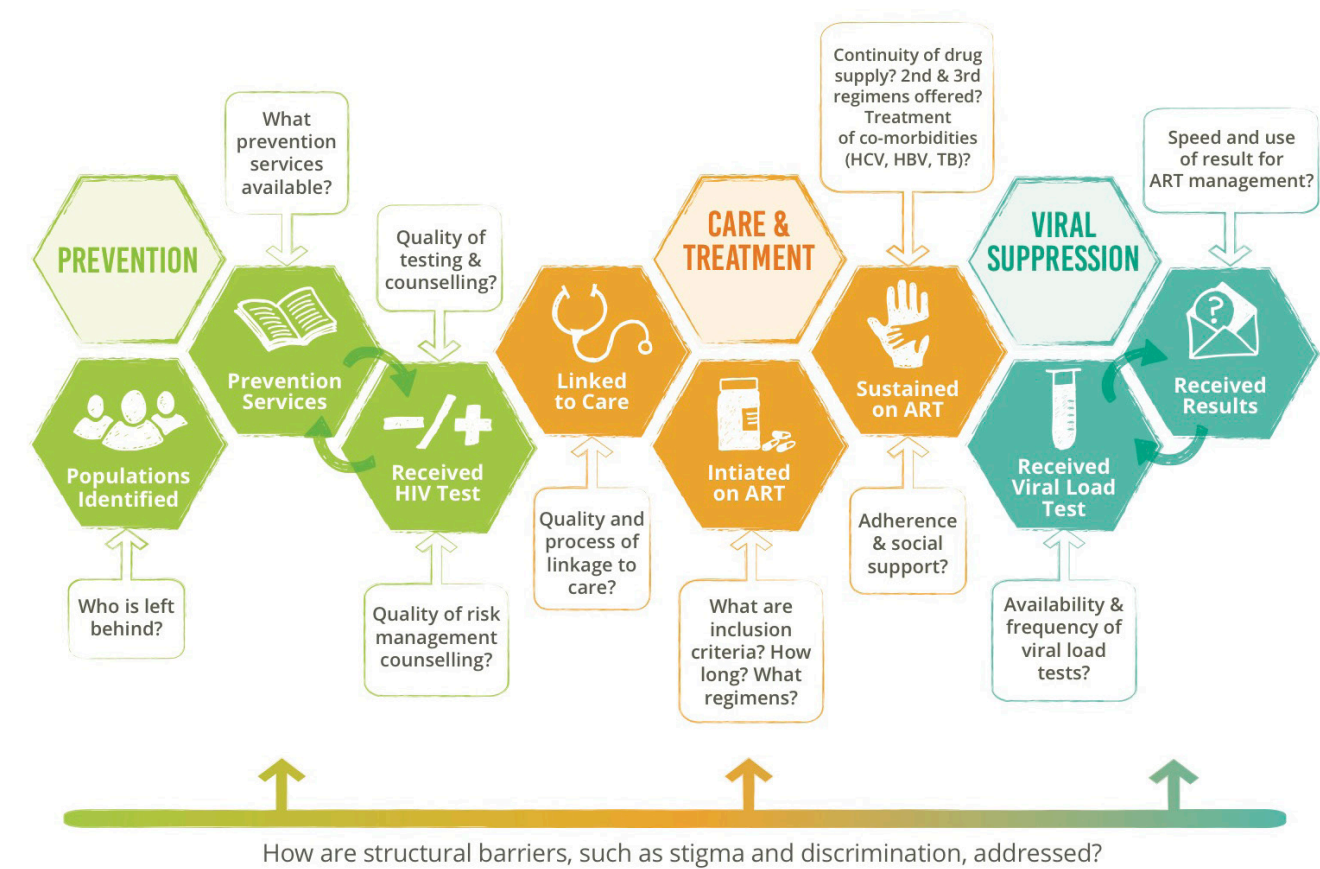 PREVENTION
What
prevention
services
available?
Quality of
testing &
counselling?
Prevention
Services
Populations
Identified
Received
HIV Test
Who is left
behind?
Quality of risk
management
counselling?
CARE &
TREATMENT
Continuity of drug
supply? 2nd & 3rd
regimens offered?
Treatment
of co-morbidities
(HCV, HBV, TB)?
Linked
to Care
Intiated
on ART
Sustained
on ART
Quality and
process of
linkage to
care?
What are
inclusion
criteria? How
long? What
regimens?
Adherence
& social
support?
VIRAL
SUPPRESSION
Speed and use
of result for
ART management?
?
Received
Results
Received
Viral Load
Test
Availability &
frequency of
viral load
tests?
How are structural barriers, such as stigma and discrimination, addressed?